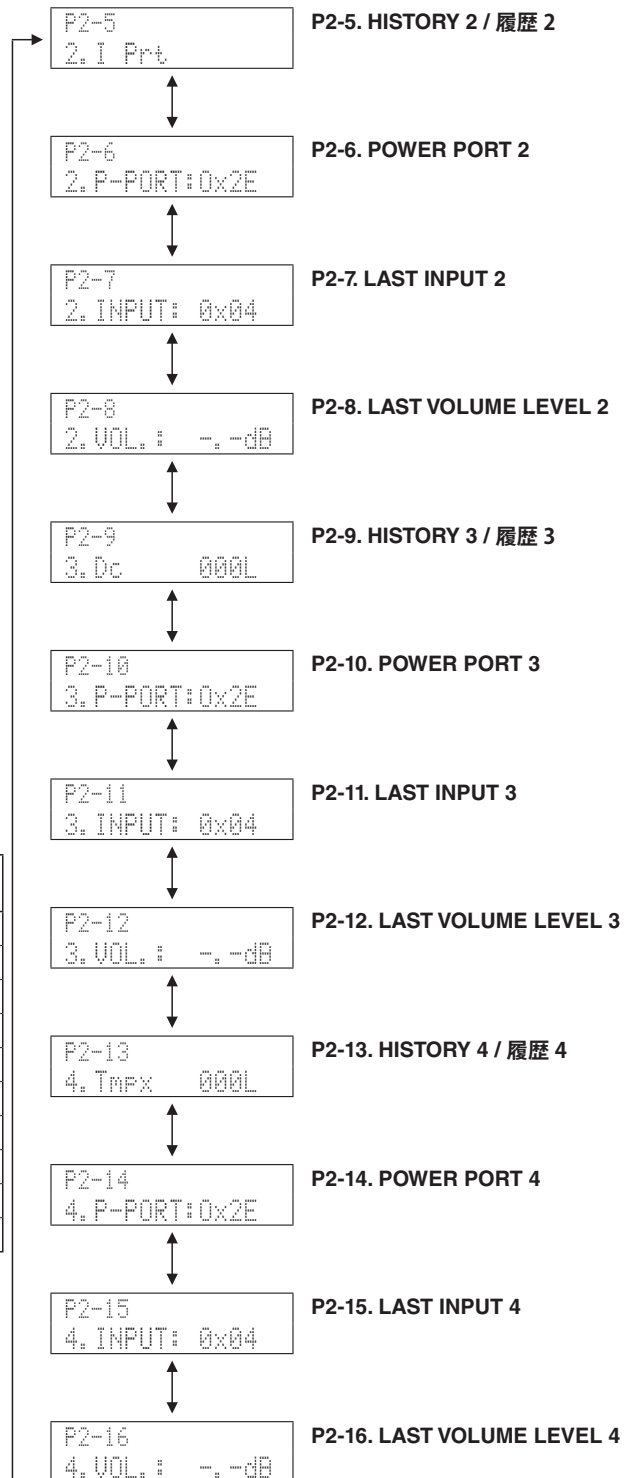 P2-5
2.I Prt
P2-5. HISTORY 2 / 履歴 2
P2-6
2.P-PORT:0x2E
P2-6. POWER PORT 2
P2-7
2.INPUT: 0x04
P2-7. LAST INPUT 2
P2-8
2.VOL.: -.-dB
P2-8. LAST VOLUME LEVEL 2
P2-9
3.Dc 000L
P2-9. HISTORY 3 / 履歴 3
P2-10
3.P-PORT:0x2E
P2-10. POWER PORT 3
P2-11
3.INPUT: 0x04
P2-11. LAST INPUT 3
P2-12
3.VOL.: -.-dB
P2-12. LAST VOLUME LEVEL 3
P2-13
4.Tmpx 000L
P2-13. HISTORY 4 / 履歴 4
P2-14
4.P-PORT:0x2E
P2-14. POWER PORT 4
P2-15
4.INPUT: 0x04
P2-15. LAST INPUT 4
P2-16
4.VOL.: -.-dB
P2-16. LAST VOLUME LEVEL 4